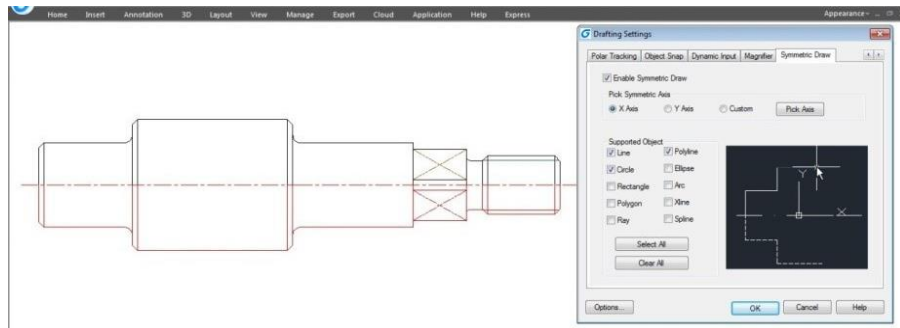 Home Insert Annotation 3D Layout View Manage Export Cloud Application Help Express Appearance
Drafting Settings
Polar Tracking Object Snap Dynamic Input Magnifier Symmetric Draw
Enable Symmetric Draw
Pick Symmetric Axis
X Axis Y Axis Custom Pick Axis
Supported Object
Line Polyline
Circle Ellipse
Rectangle Arc
Polygon Xline
Ray Spline
Select All
Clear All
Y
X
Options... OK Cancel Help